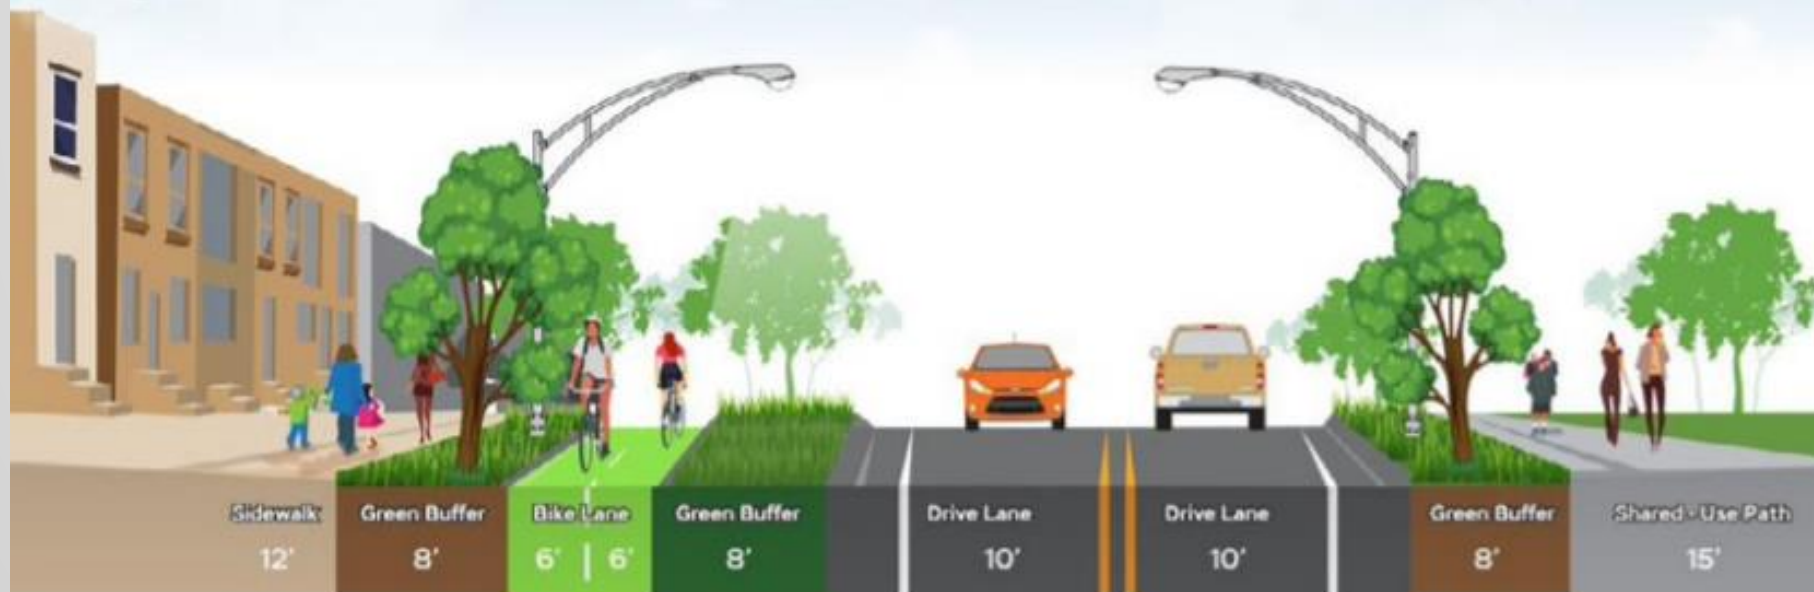 Sidewalk
12'
Green Buffer
8'
Bike Lane
6' | 6'
Green Buffer
8'
Drive Lane
10'
Drive Lane
10'
Green Buffer
8'
Shared - Use Path
15'